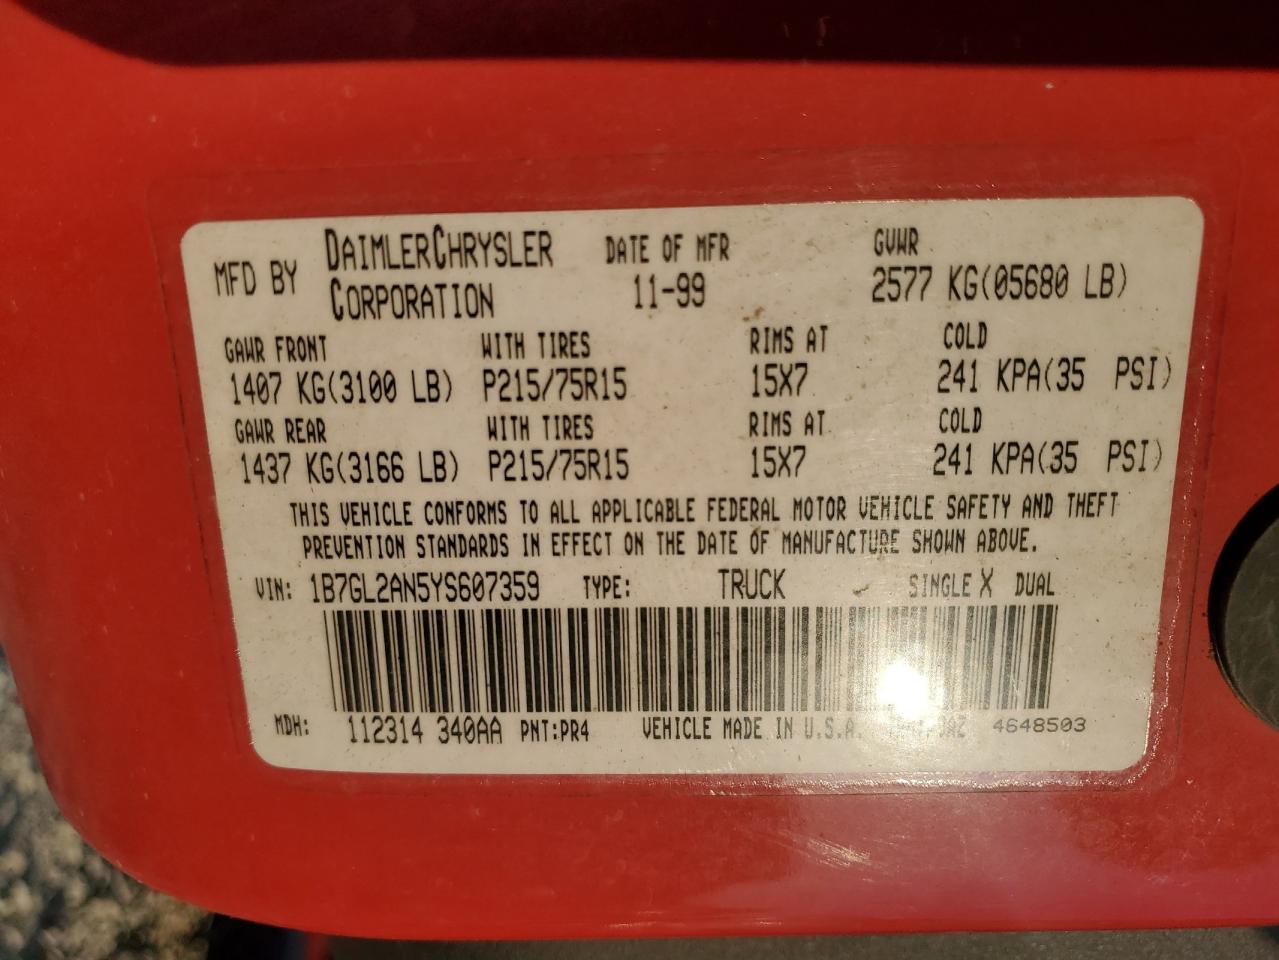 MFD BY DAIMLERCHRYSLER CORPORATION
DATE OF MFR 11-99
GVWR 2577 KG(05680 LB)
GAWR FRONT WITH TIRES RIMS AT COLD
1407 KG(3100 LB) P215/75R15 15X7 241 KPA(35 PSI)
GAWR REAR WITH TIRES RIMS AT COLD
1437 KG(3166 LB) P215/75R15 15X7 241 KPA(35 PSI)
THIS VEHICLE CONFORMS TO ALL APPLICABLE FEDERAL MOTOR VEHICLE SAFETY AND THEFT
PREVENTION STANDARDS IN EFFECT ON THE DATE OF MANUFACTURE SHOWN ABOVE.
VIN: 1B7GL2AN5YS607359 TYPE: TRUCK SINGLE X DUAL
MDH: 112314 340AA PNT:PR4 VEHICLE MADE IN U.S.A. 4648503